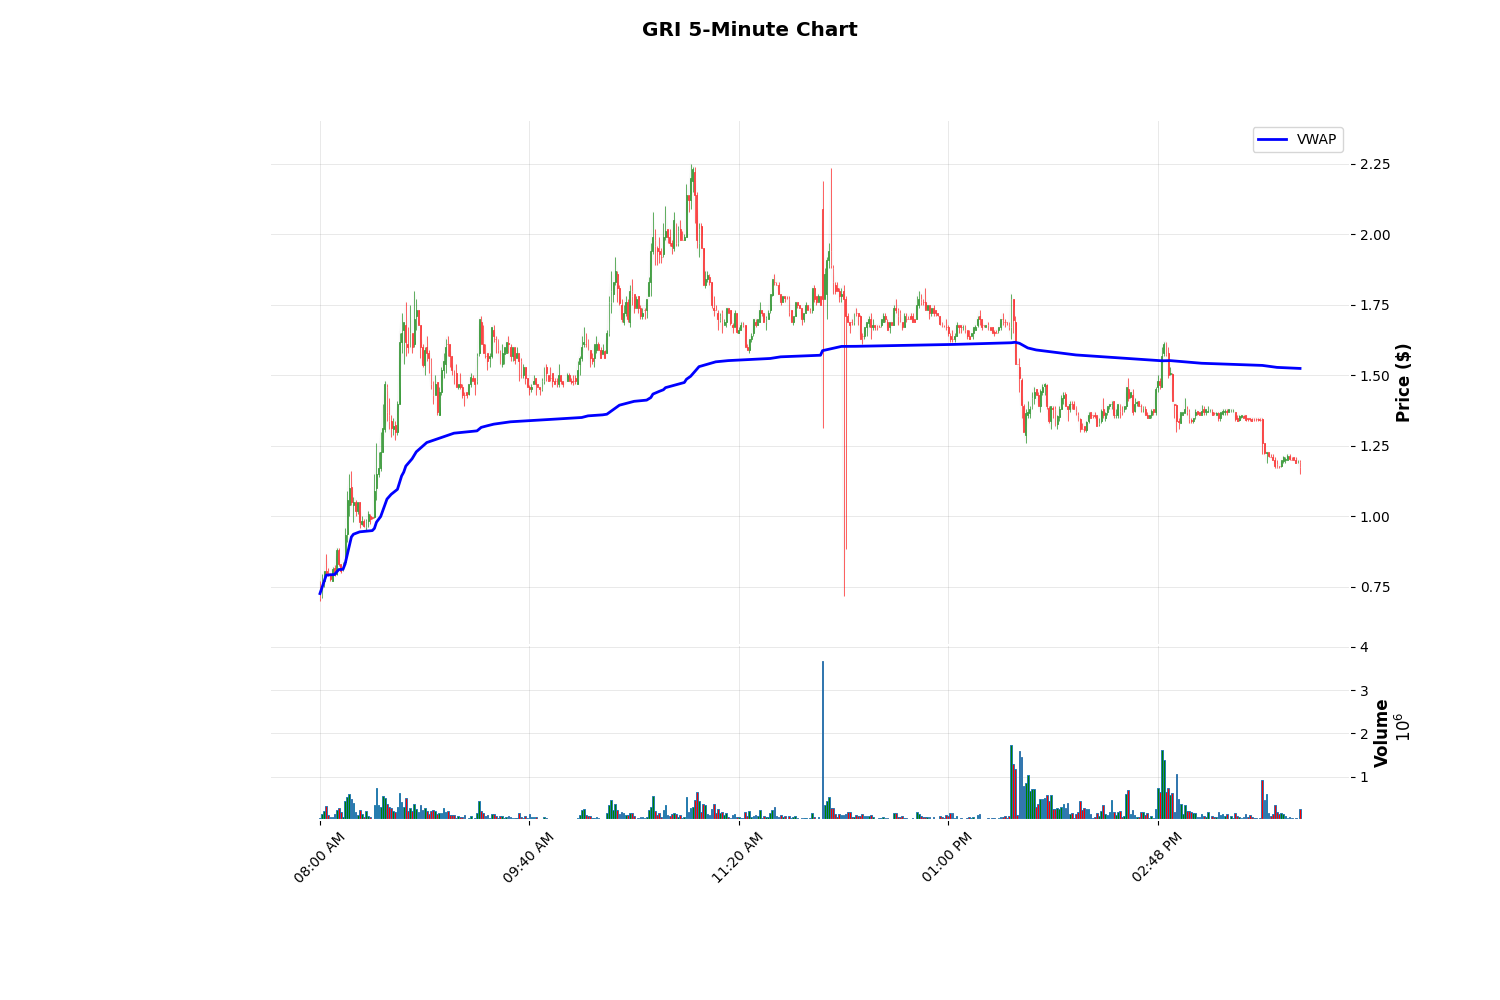 GRI 5-Minute Chart
VWAP
2.25
2.00
1.75
1.50
1.25
1.00
0.75
Price ($)
4
3
2
1
Volume
10⁶
08:00 AM
09:40 AM
11:20 AM
01:00 PM
02:48 PM